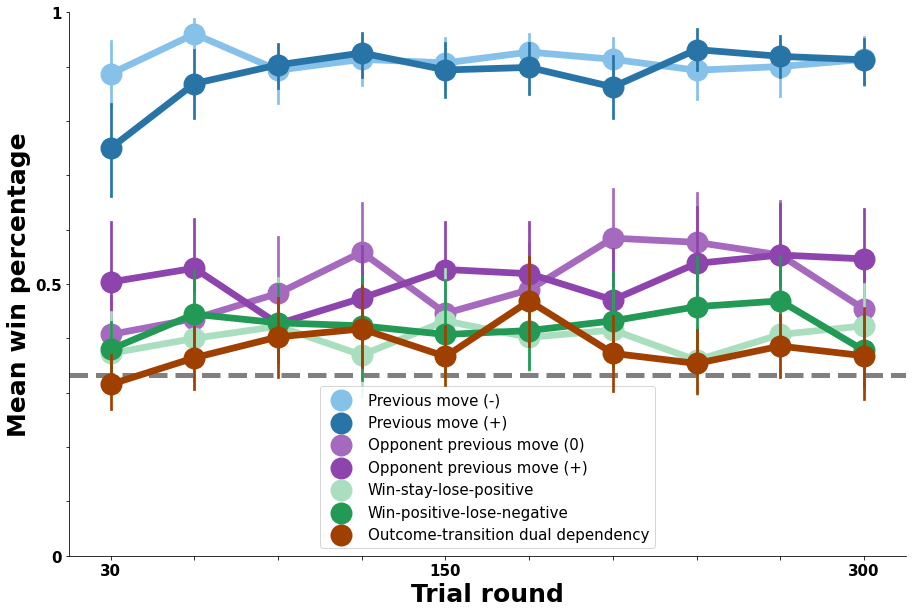 1
0.5
0
Mean win percentage
Previous move (-)
Previous move (+)
Opponent previous move (0)
Opponent previous move (+)
Win-stay-lose-positive
Win-positive-lose-negative
Outcome-transition dual dependency
30
150
300
Trial round